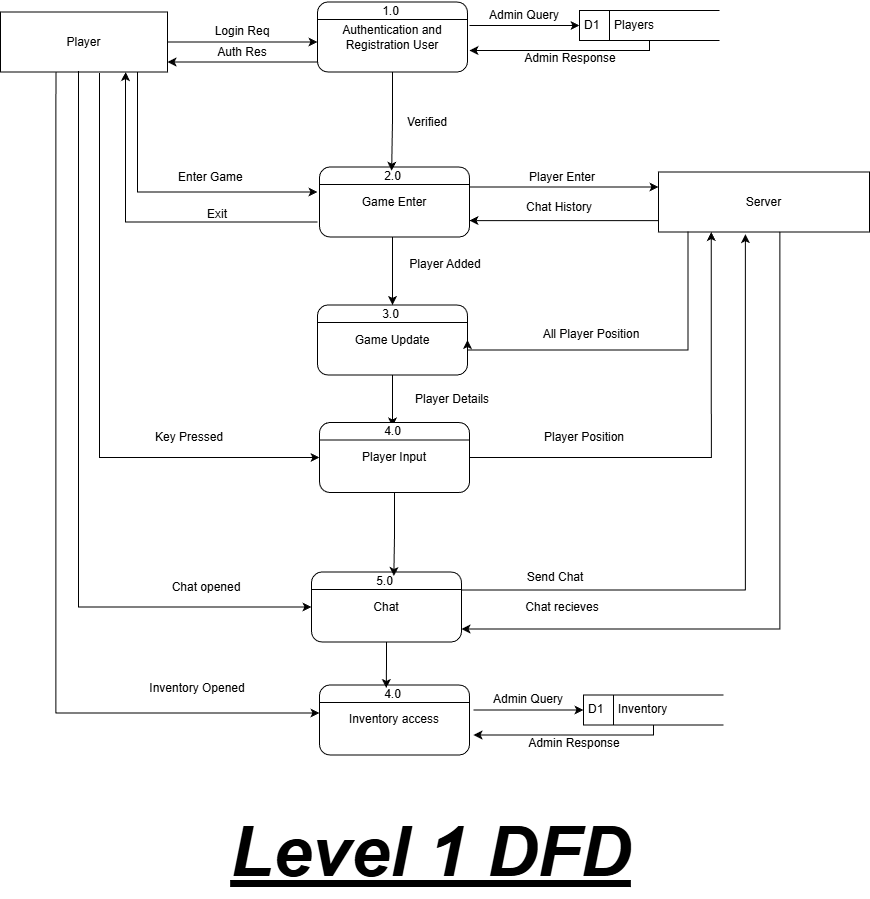 1.0
Player
Login Req
Auth Res
Authentication and
Registration User
Admin Query
D1
Players
Admin Response
Verified
2.0
Enter Game
Game Enter
Exit
Player Enter
Chat History
Server
Player Added
3.0
Game Update
All Player Position
Player Details
4.0
Key Pressed
Player Input
Player Position
5.0
Chat opened
Chat
Send Chat
Chat recieves
4.0
Inventory Opened
Inventory access
Admin Query
D1
Inventory
Admin Response
Level 1 DFD